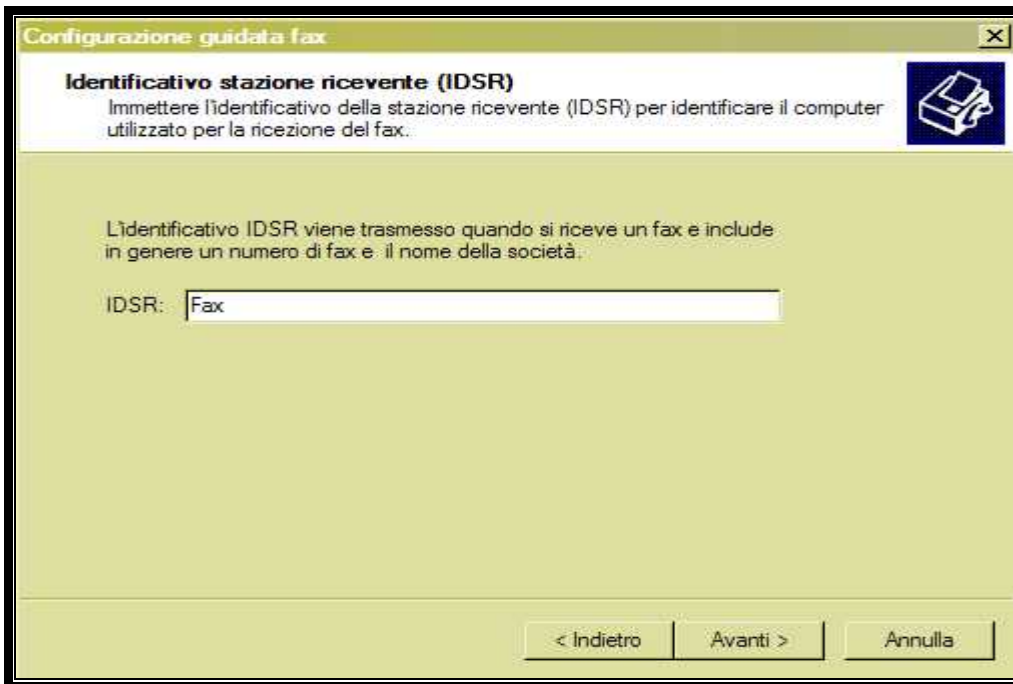 Configurazione guidata fax
Identificativo stazione ricevente (IDSR)
Immettere l'identificativo della stazione ricevente (IDSR) per identificare il computer
utilizzato per la ricezione del fax.
L'identificativo IDSR viene trasmesso quando si riceve un fax e include
in genere un numero di fax e il nome della società.
IDSR: Fax
< Indietro Avanti > Annulla